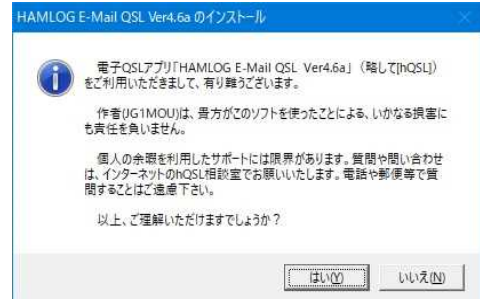 HAMLOG E-Mail QSL Ver4.6a のインストール
電子QSLアプリ「HAMLOG E-Mail QSL Ver4.6a」（略して[hQSL]）
をご利用いただきまして、有り難うございます。
作者(JG1MOU)は、貴方がこのソフトを使ったことによる、いかなる損害に
も責任を負いません。
個人の余暇を利用したサポートには限界があります。質問や問い合わせ
は、インターネットのhQSL相談室でお願いいたします。電話や郵便等で質
問することはご遠慮下さい。
以上、ご理解いただけますでしょうか？
はい(Y)
いいえ(N)